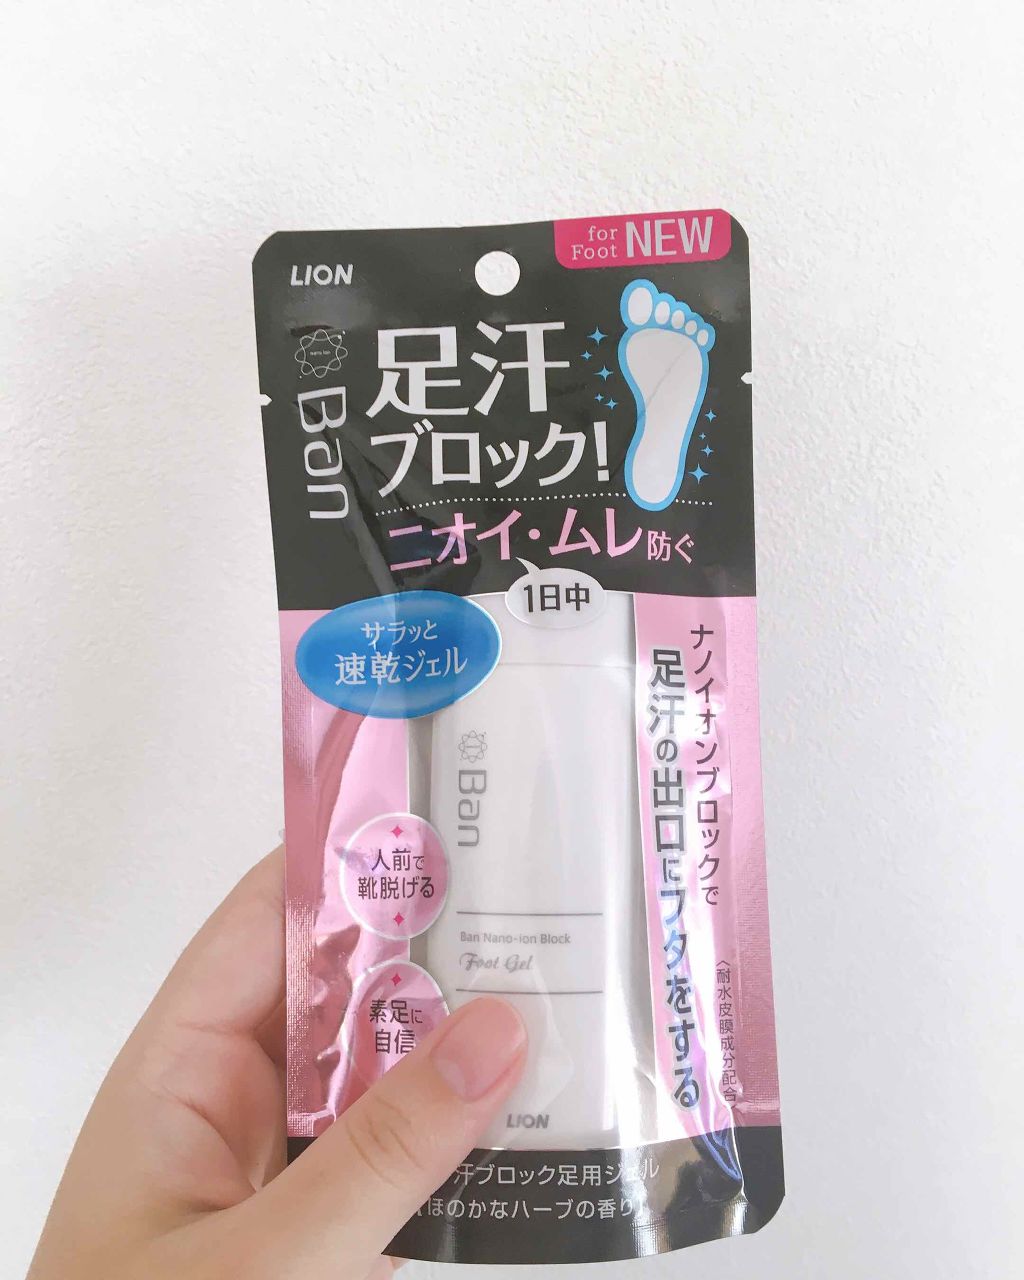 for
Foot NEW
LION
Ban
足汗
ブロック!
ニオイ・ムレ防ぐ
1日中
サラッと
速乾ジェル
ナノイオンブロックで
足汗の出口にフタをする
〈耐水皮膜成分配合〉
Ban
人前で
靴脱げる
Ban Nano-ion Block
Foot Gel
素足に
自信
LION
汗ブロック足用ジェル
ほのかなハーブの香り